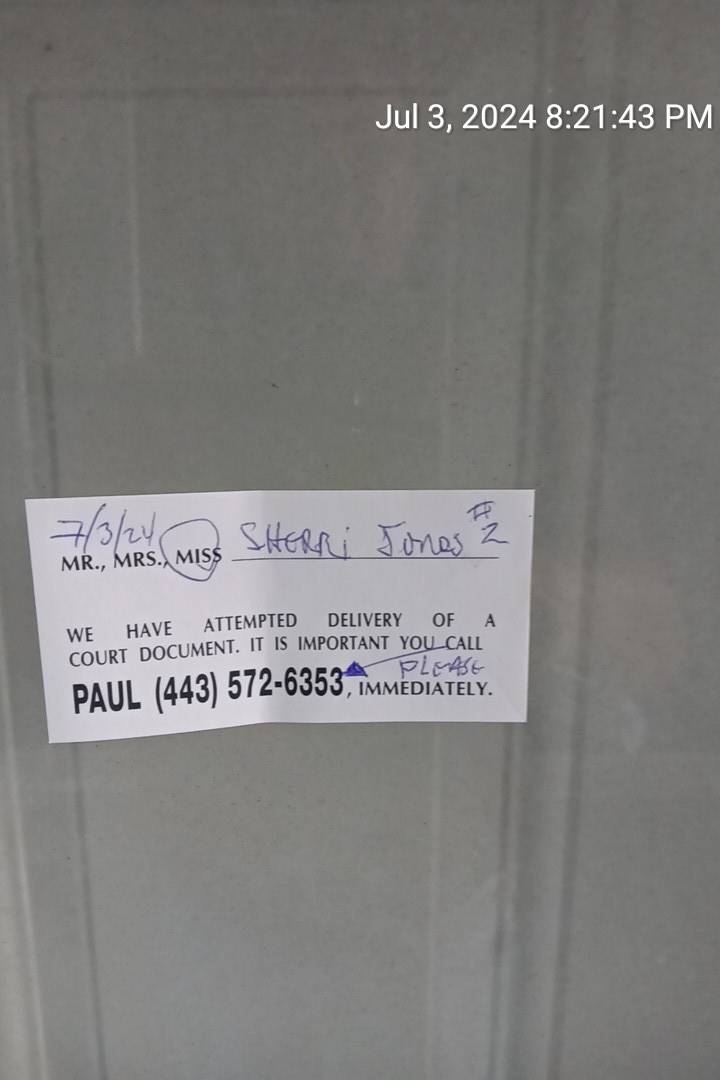 Jul 3, 2024 8:21:43 PM
7/3/24 SHERRi JONES #2
MR., MRS., MISS
WE HAVE ATTEMPTED DELIVERY OF A
COURT DOCUMENT. IT IS IMPORTANT YOU CALL
PLEASE
PAUL (443) 572-6353, IMMEDIATELY.